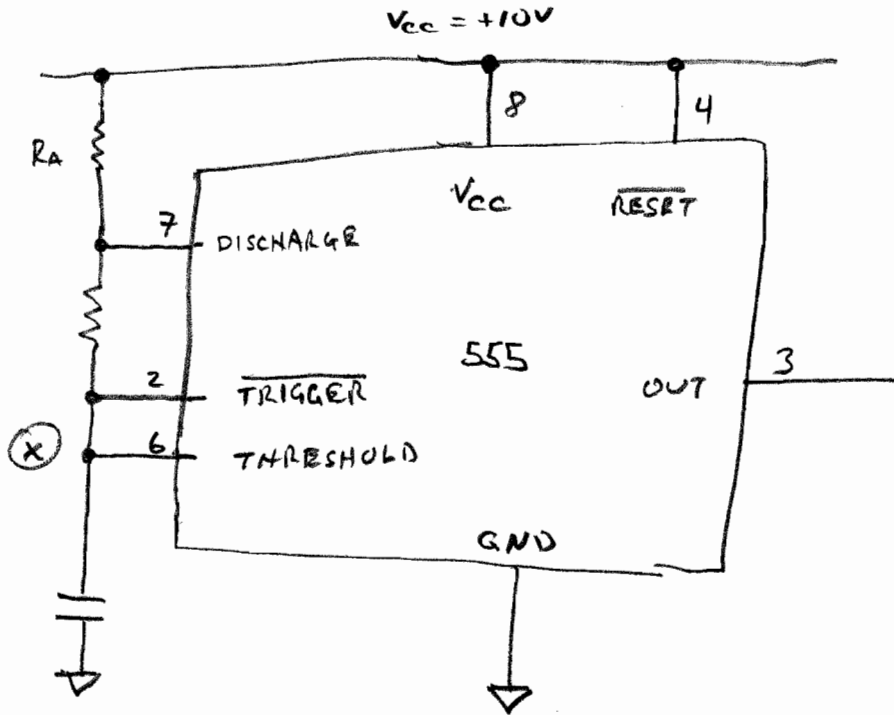 Vcc = +10V
8
4
RA
Vcc
RESET
7
DISCHARGE
555
2
TRIGGER
3
OUT
X
6
THRESHOLD
GND